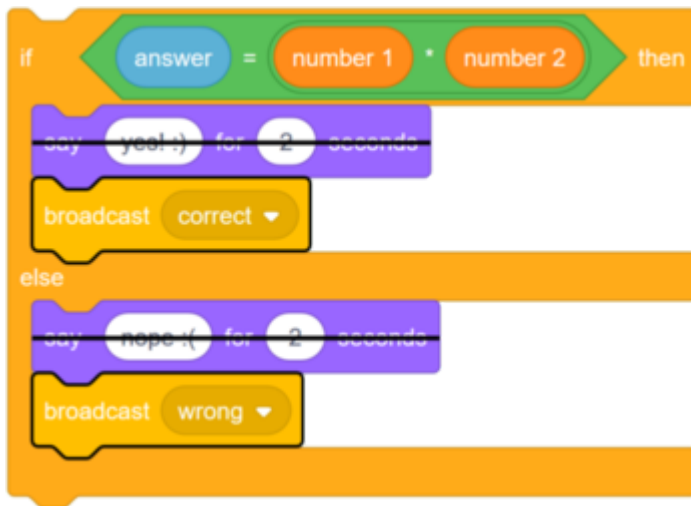 if answer = number 1 * number 2 then
say yes! :) for 2 seconds
broadcast correct
else
say nope :( for 2 seconds
broadcast wrong